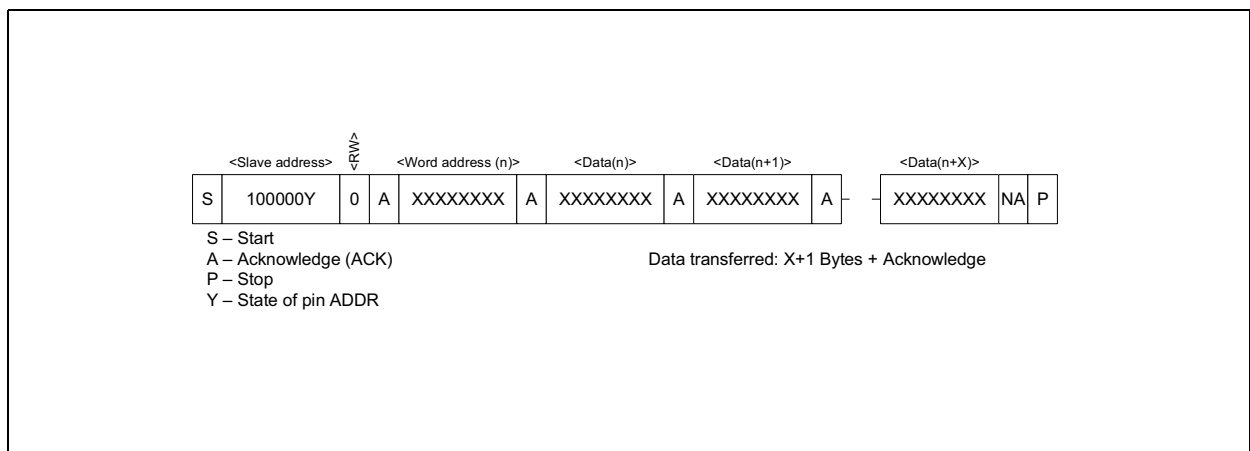 <RW>
<Slave address> <Word address (n)> <Data(n)> <Data(n+1)> <Data(n+X)>
S 100000Y 0 A XXXXXXXX A XXXXXXXX A XXXXXXXX A XXXXXXXX NA P
S – Start
A – Acknowledge (ACK) Data transferred: X+1 Bytes + Acknowledge
P – Stop
Y – State of pin ADDR